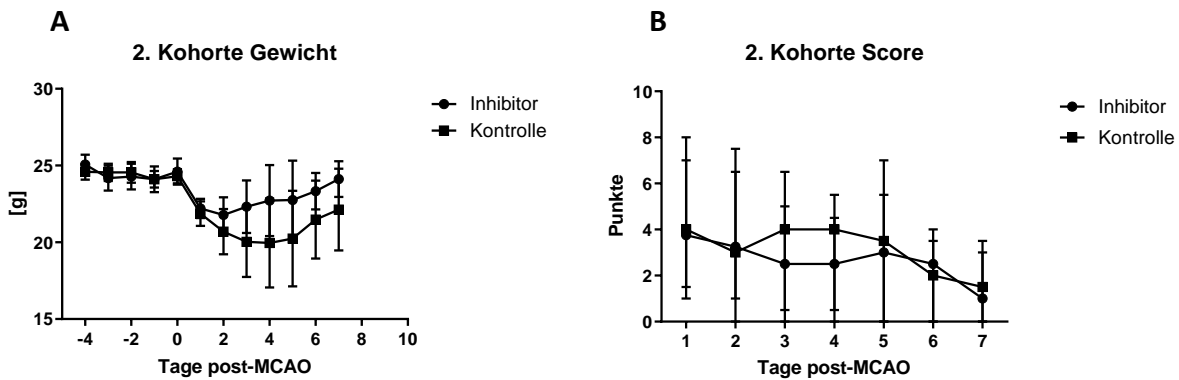 A
2. Kohorte Gewicht
30
25
20
15
[g]
-4 -2 0 2 4 6 8 10
Tage post-MCAO
Inhibitor
Kontrolle
B
2. Kohorte Score
10
8
6
4
2
0
Punkte
1 2 3 4 5 6 7
Tage post-MCAO
Inhibitor
Kontrolle